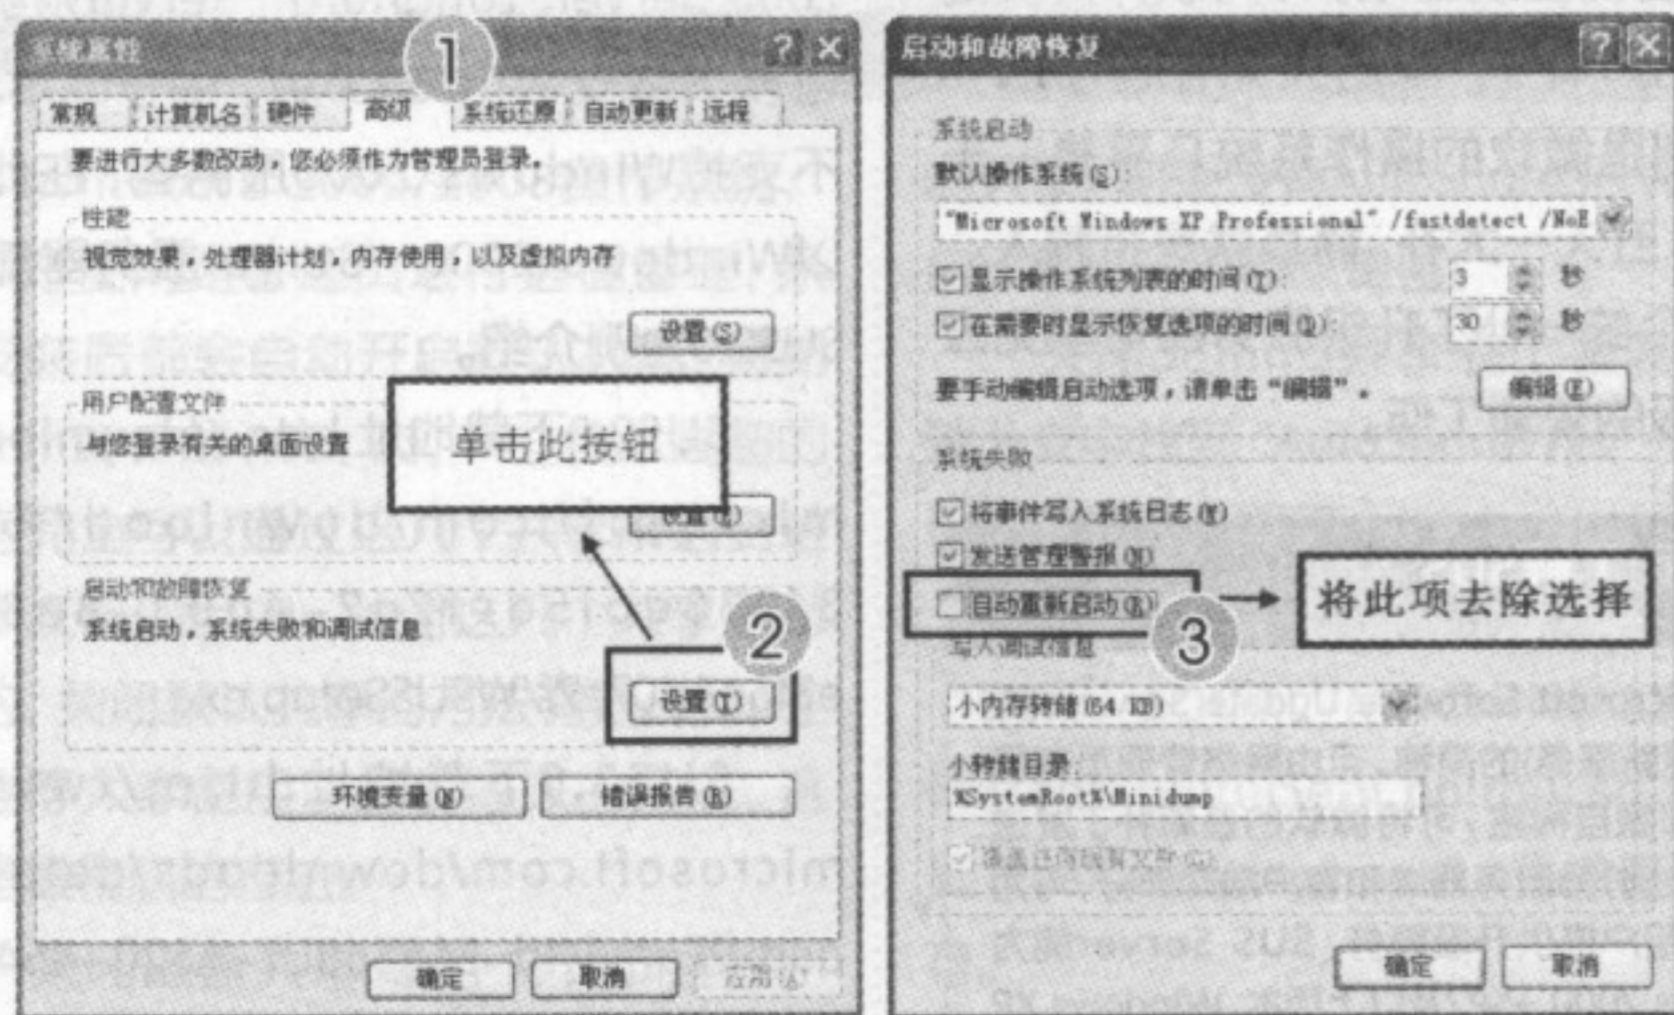 系统属性
1
常规 计算机名 硬件 高级 系统还原 自动更新 远程
要进行大多数改动，您必须作为管理员登录。
性能
视觉效果，处理器计划，内存使用，以及虚拟内存
设置(S)
用户配置文件
与您登录有关的桌面设置
单击此按钮
设置(E)
启动和故障恢复
系统启动，系统失败和调试信息
2
设置(T)
环境变量(N) 错误报告(R)
确定 取消 应用(A)
启动和故障恢复
系统启动
默认操作系统(S):
"Microsoft Windows XP Professional" /fastdetect /NoE
显示操作系统列表的时间(T): 3 秒
在需要时显示恢复选项的时间(D): 30 秒
要手动编辑启动选项，请单击“编辑”。 编辑(E)
系统失败
将事件写入系统日志(W)
发送管理警报(N)
自动重新启动(R)
3
将此项去除选择
写入调试信息
小内存转储(64 KB)
小转储目录:
%SystemRoot%\Minidump
覆盖任何现有文件(O)
确定 取消